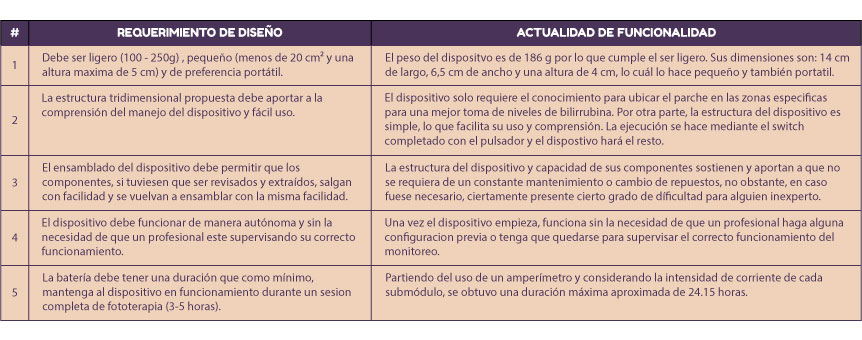 # REQUERIMIENTO DE DISEÑO ACTUALIDAD DE FUNCIONALIDAD
1
Debe ser ligero (100 - 250g) , pequeño (menos de 20 cm² y una
altura maxima de 5 cm) y de preferencia portátil.
El peso del dispositvo es de 186 g por lo que cumple el ser ligero. Sus dimensiones son: 14 cm
de largo, 6,5 cm de ancho y una altura de 4 cm, lo cuál lo hace pequeño y también portatil.
2
La estructura tridimensional propuesta debe aportar a la
comprensión del manejo del dispositivo y fácil uso.
El dispositivo solo requiere el conocimiento para ubicar el parche en las zonas especificas
para una mejor toma de niveles de bilirrubina. Por otra parte, la estructura del dispositivo es
simple, lo que facilita su uso y comprensión. La ejecución se hace mediante el switch
completado con el pulsador y el dispostivo hará el resto.
3
El ensamblado del dispositivo debe permitir que los
componentes, si tuviesen que ser revisados y extraídos, salgan
con facilidad y se vuelvan a ensamblar con la misma facilidad.
La estructura del dispositivo y capacidad de sus componentes sostienen y aportan a que no
se requiera de un constante mantenimiento o cambio de repuestos, no obstante, en caso
fuese necesario, ciertamente presente cierto grado de díficultad para alguien inexperto.
4
El dispositivo debe funcionar de manera autónoma y sin la
necesidad de que un profesional este supervisando su correcto
funcionamiento.
Una vez el dispositivo empieza, funciona sin la necesidad de que un profesional haga alguna
configuracion previa o tenga que quedarse para supervisar el correcto funcionamiento del
monitoreo.
5
La batería debe tener una duración que como mínimo,
mantenga al dispositivo en funcionamiento durante un sesion
completa de fototerapia (3-5 horas).
Partiendo del uso de un amperímetro y considerando la intensidad de corriente de cada
submódulo, se obtuvo una duración máxima aproximada de 24.15 horas.